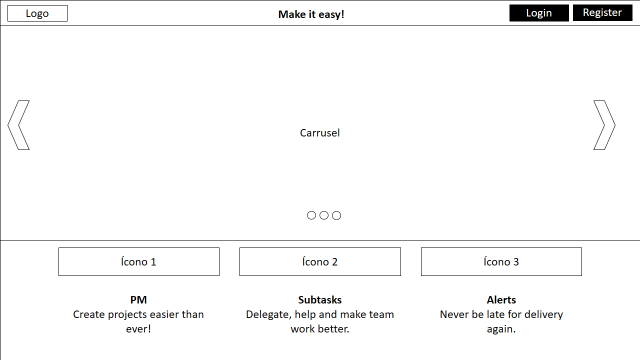 Logo
Make it easy!
Login
Register
Carrusel
Ícono 1
Ícono 2
Ícono 3
PM
Create projects easier than
ever!
Subtasks
Delegate, help and make team
work better.
Alerts
Never be late for delivery
again.